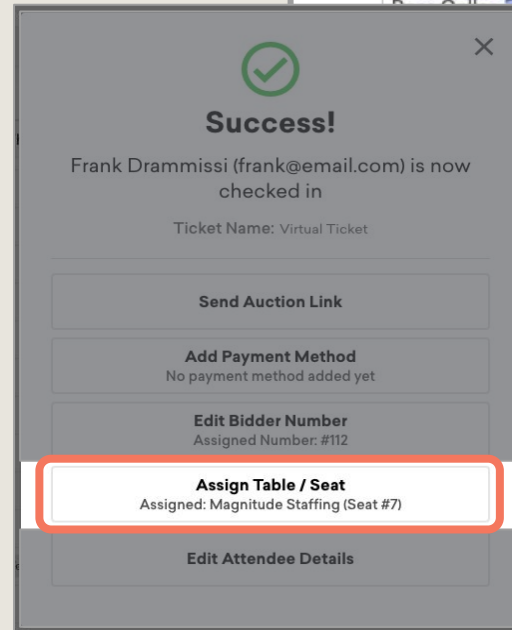 Success!
Frank Drammissi (frank@email.com) is now
checked in
Ticket Name: Virtual Ticket
Send Auction Link
Add Payment Method
No payment method added yet
Edit Bidder Number
Assigned Number: #112
Assign Table / Seat
Assigned: Magnitude Staffing (Seat #7)
Edit Attendee Details